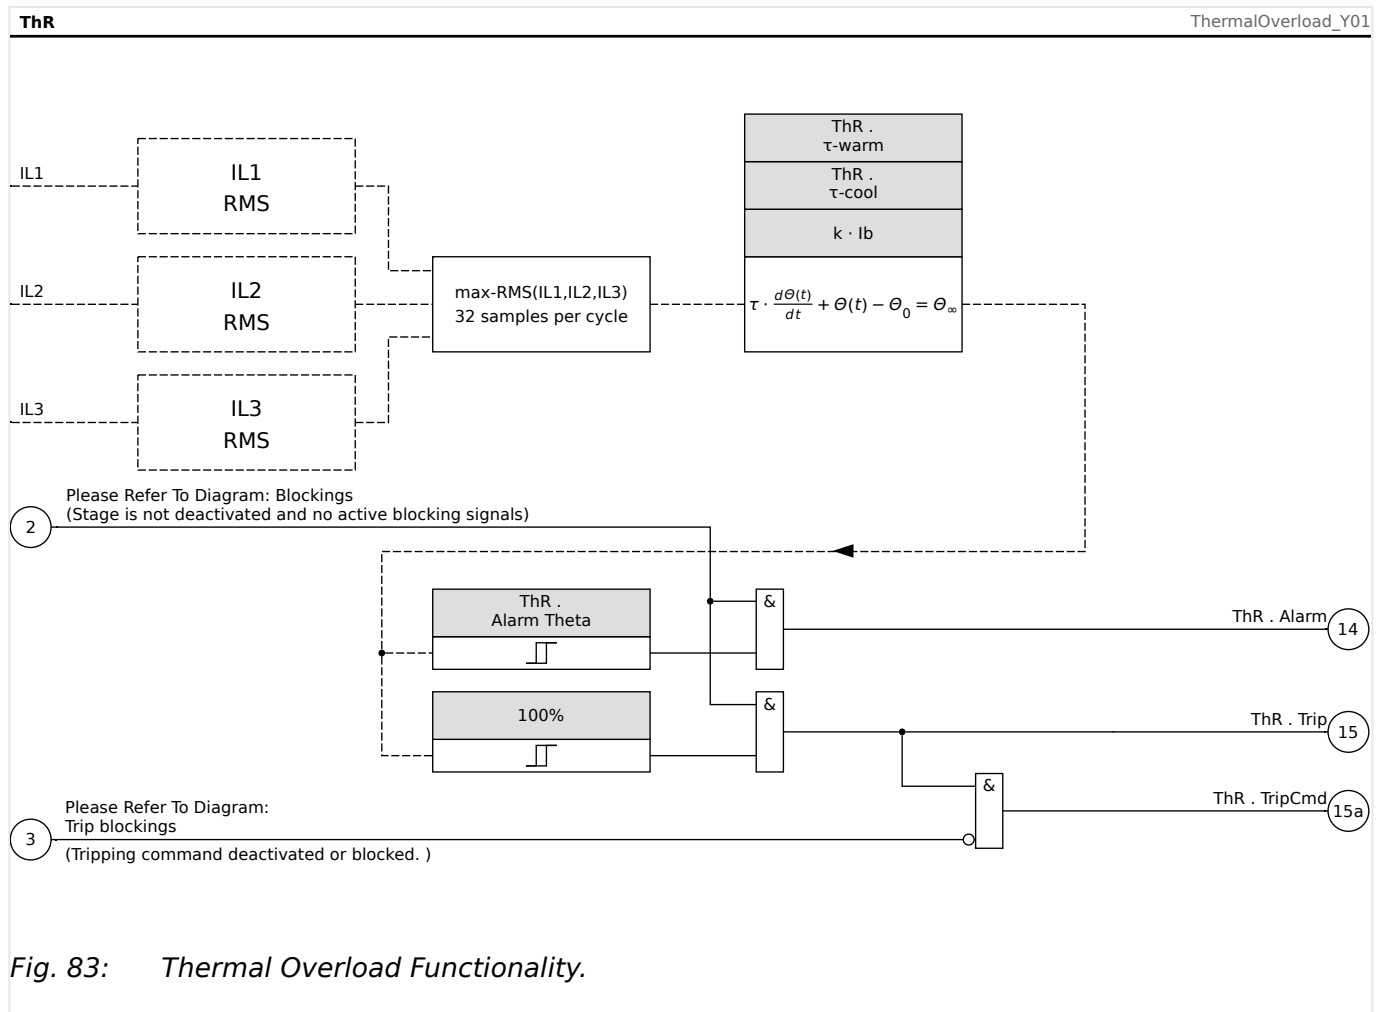 ThR
ThermalOverload_Y01
ThR .
τ-warm
ThR .
τ-cool
k · Ib
τ · dΘ(t)/dt + Θ(t) − Θ₀ = Θ∞
IL1
IL1
RMS
IL2
IL2
RMS
max-RMS(IL1,IL2,IL3)
32 samples per cycle
IL3
IL3
RMS
Please Refer To Diagram: Blockings
(Stage is not deactivated and no active blocking signals)
2
ThR .
Alarm Theta
&
ThR . Alarm
14
100%
&
ThR . Trip
15
Please Refer To Diagram:
Trip blockings
3
(Tripping command deactivated or blocked. )
&
ThR . TripCmd
15a
Fig. 83: Thermal Overload Functionality.